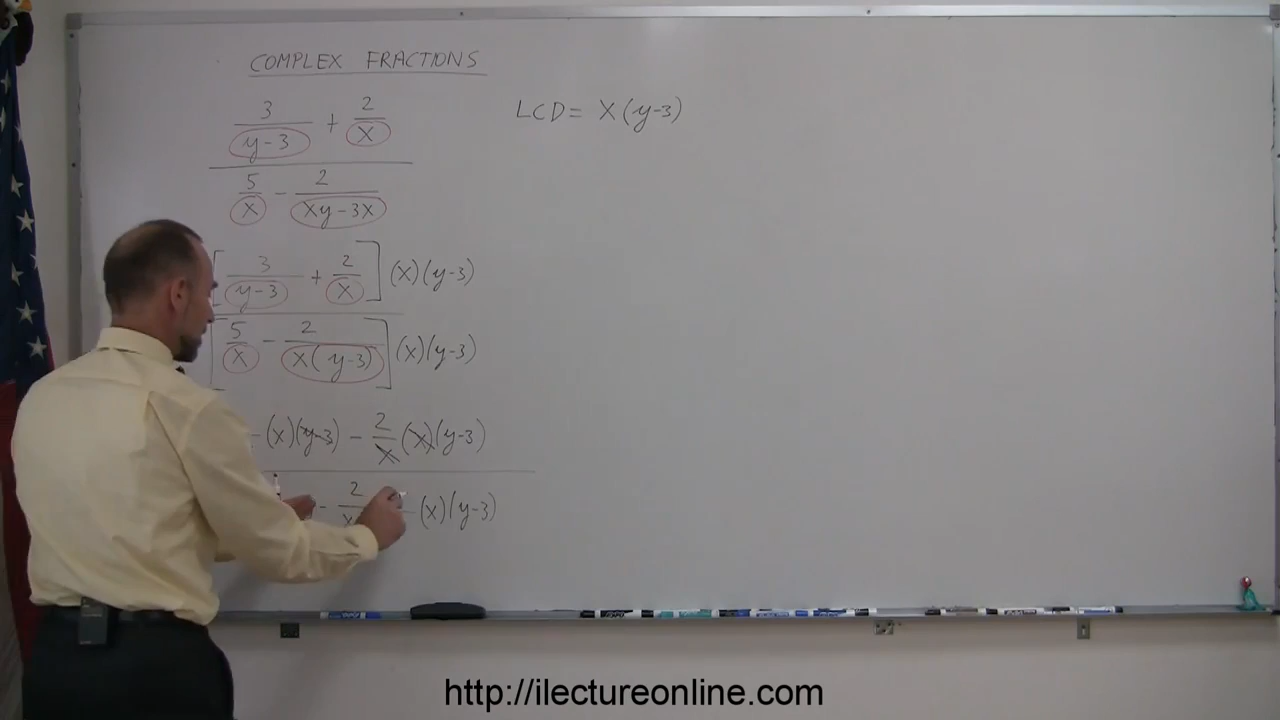 COMPLEX FRACTIONS
3/(y-3) + 2/x
LCD = X(y-3)
5/x - 2/(xy-3x)
[3/(y-3) + 2/x] (x)(y-3)
[5/x - 2/(x(y-3))] (x)(y-3)
- (x)(y-3) - 2/x (x)(y-3)
- 2/x (x)(y-3)
http://ilectureonline.com